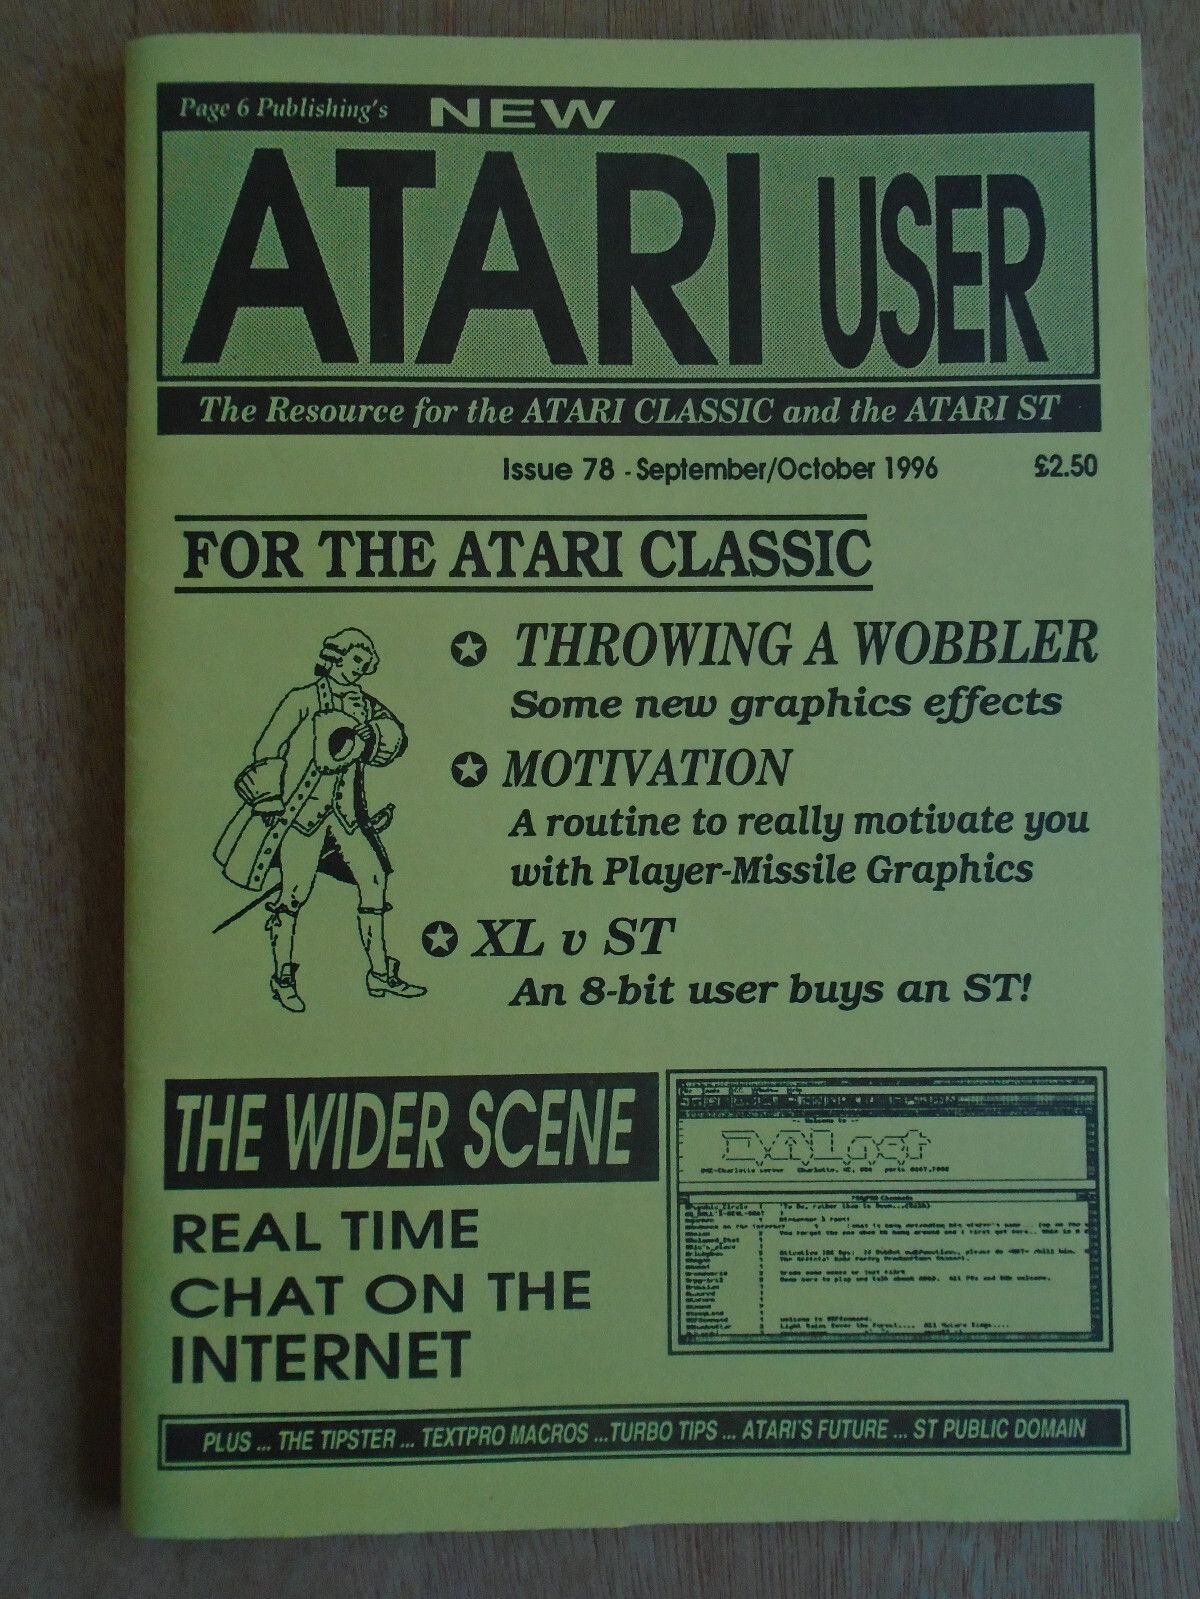 Page 6 Publishing's NEW
ATARI USER
The Resource for the ATARI CLASSIC and the ATARI ST
Issue 78 - September/October 1996 £2.50
FOR THE ATARI CLASSIC
THROWING A WOBBLER
Some new graphics effects
MOTIVATION
A routine to really motivate you
with Player-Missile Graphics
XL v ST
An 8-bit user buys an ST!
THE WIDER SCENE
REAL TIME
CHAT ON THE
INTERNET
-- Welcome to --
PLUS ... THE TIPSTER ... TEXTPRO MACROS ...TURBO TIPS ... ATARI'S FUTURE ... ST PUBLIC DOMAIN